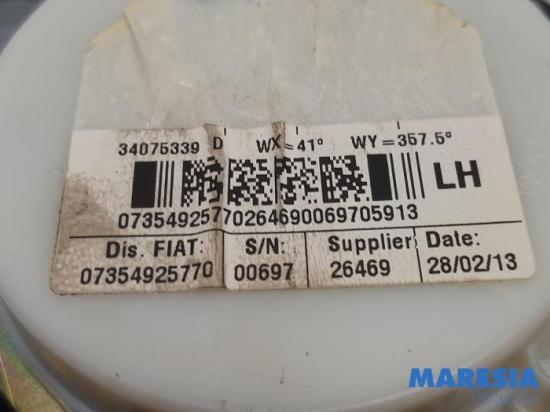 34075339 D WX=41° WY=357.5°
LH
07354925770264690069705913
Dis. FIAT: S/N: Supplier Date:
07354925770 00697 26469 28/02/13
MARESIA